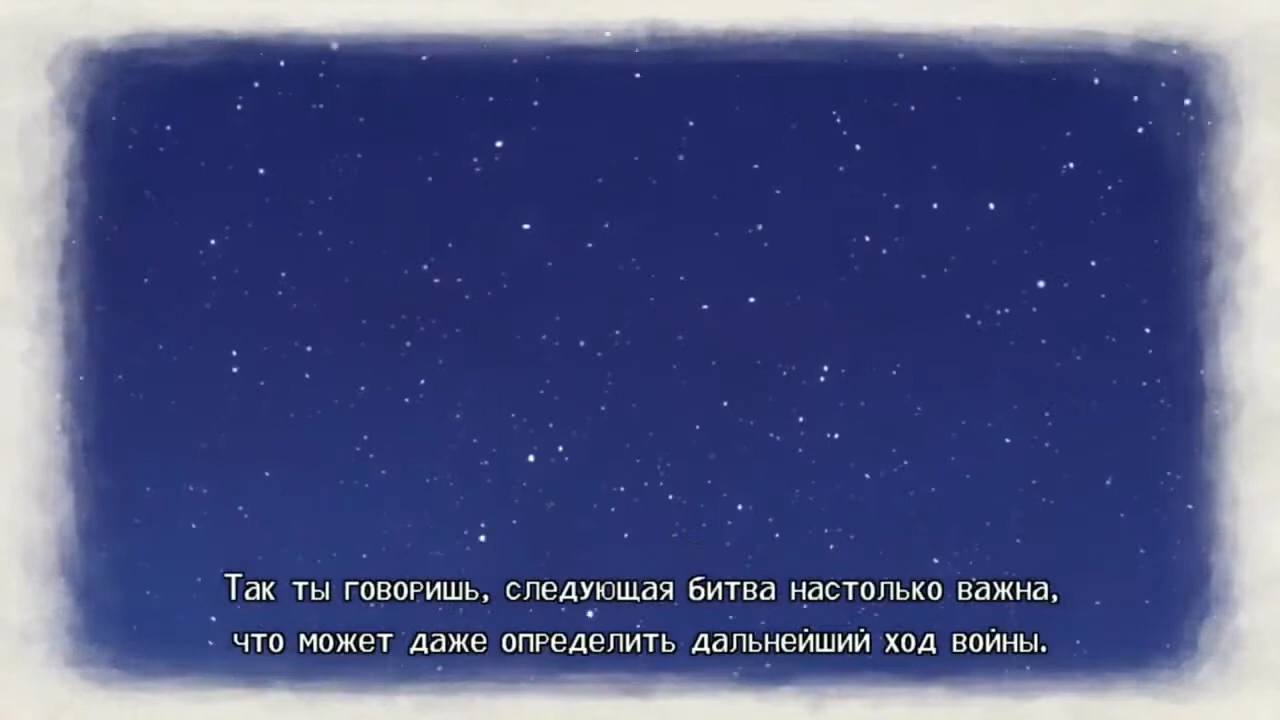 Так ты говоришь, следующая битва настолько важна,
что может даже определить дальнейший ход войны.